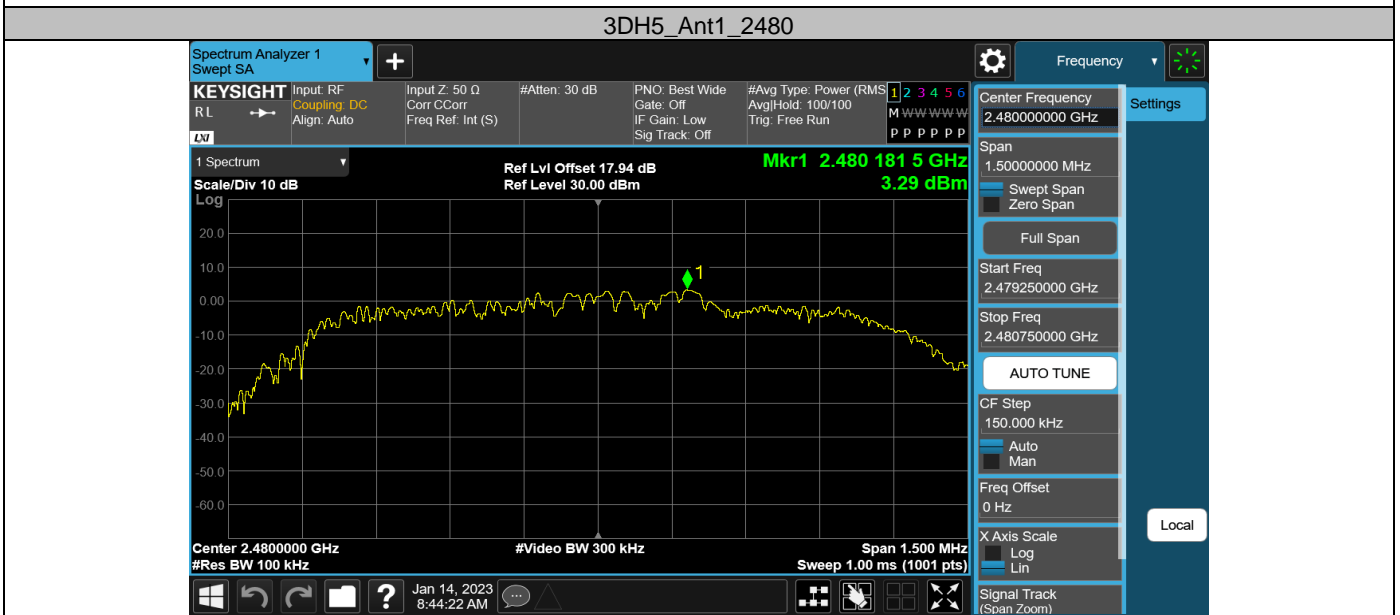 3DH5_Ant1_2480
Spectrum Analyzer 1
Swept SA
Frequency
KEYSIGHT
R L
LXI
Input: RF
Coupling: DC
Align: Auto
Input Z: 50 Ω
Corr CCorr
Freq Ref: Int (S)
#Atten: 30 dB
PNO: Best Wide
Gate: Off
IF Gain: Low
Sig Track: Off
#Avg Type: Power (RMS
Avg|Hold: 100/100
Trig: Free Run
1 2 3 4 5 6
M W W W W W
P P P P P P
Center Frequency
2.480000000 GHz
Settings
Span
1.50000000 MHz
Swept Span
Zero Span
Full Span
Start Freq
2.479250000 GHz
Stop Freq
2.480750000 GHz
AUTO TUNE
CF Step
150.000 kHz
Auto
Man
Freq Offset
0 Hz
X Axis Scale
Log
Lin
Signal Track
(Span Zoom)
Local
1 Spectrum
Scale/Div 10 dB
Ref Lvl Offset 17.94 dB
Ref Level 30.00 dBm
Mkr1 2.480 181 5 GHz
3.29 dBm
Log
20.0
10.0
0.00
-10.0
-20.0
-30.0
-40.0
-50.0
-60.0
1
Center 2.4800000 GHz
#Res BW 100 kHz
#Video BW 300 kHz
Span 1.500 MHz
Sweep 1.00 ms (1001 pts)
?
Jan 14, 2023
8:44:22 AM